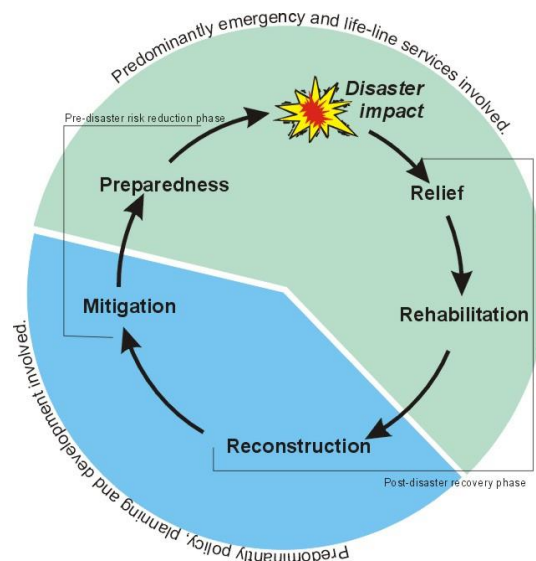 Predominantly emergency and life-line services involved.
Disaster
impact
Pre-disaster risk reduction phase
Preparedness
Relief
Mitigation
Rehabilitation
Reconstruction
Post-disaster recovery phase
Predominantly policy, planning and development involved.